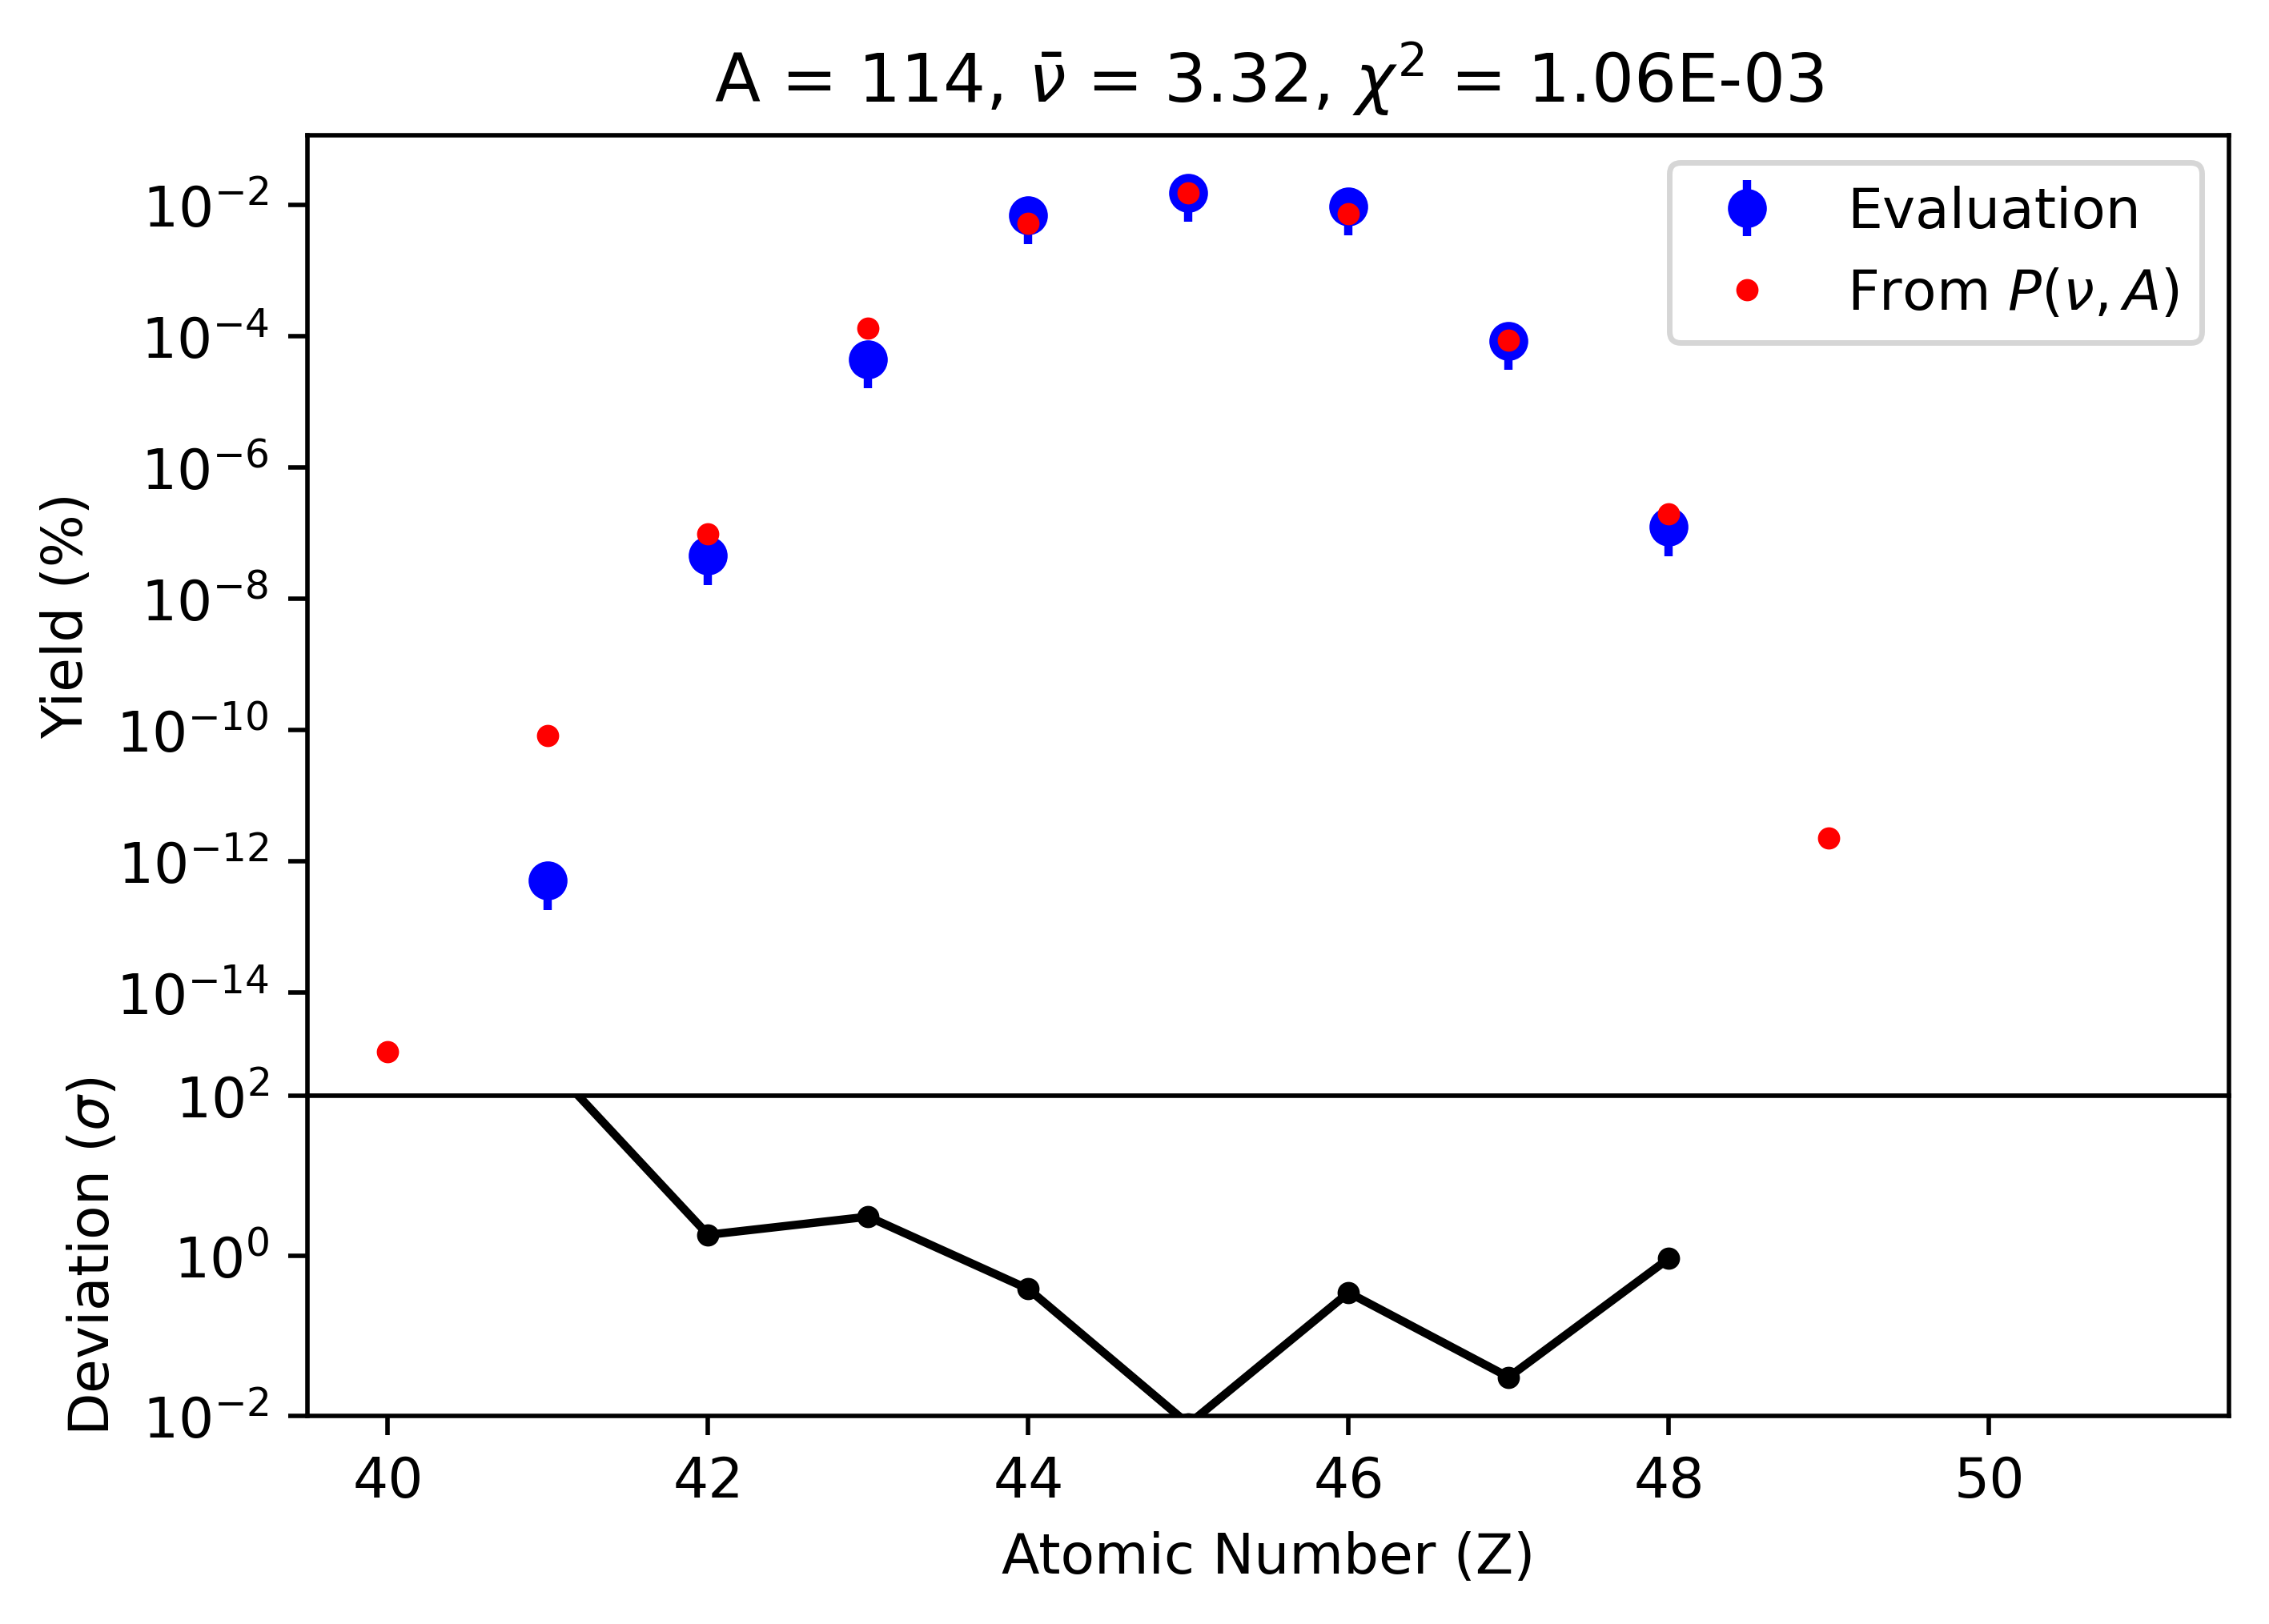 A = 114, ν̄ = 3.32, χ² = 1.06E-03
Evaluation
From P(ν, A)
Yield (%)
10⁻²
10⁻⁴
10⁻⁶
10⁻⁸
10⁻¹⁰
10⁻¹²
10⁻¹⁴
Deviation (σ)
10²
10⁰
10⁻²
40 42 44 46 48 50
Atomic Number (Z)